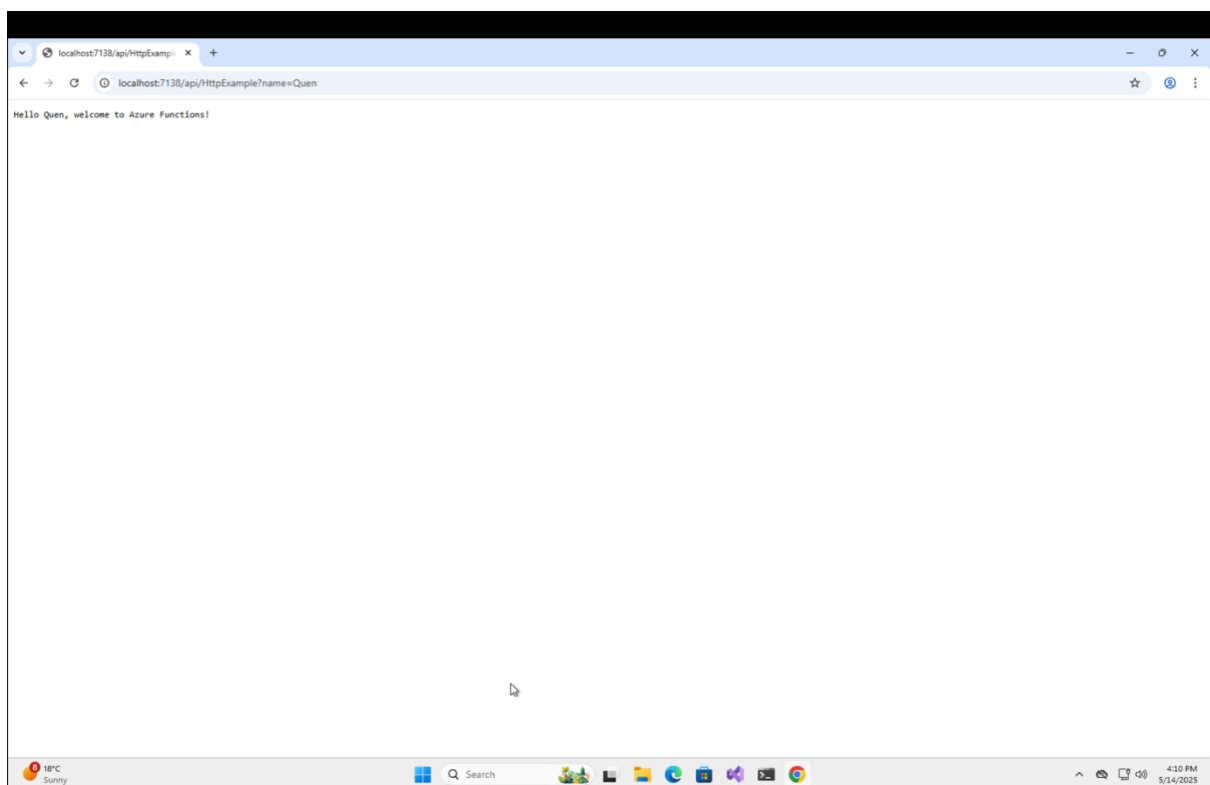 localhost:7138/api/HttpExampl
localhost:7138/api/HttpExample?name=Quen
Hello Quen, welcome to Azure Functions!
8
18°C
Sunny
Search
4:10 PM
5/14/2025